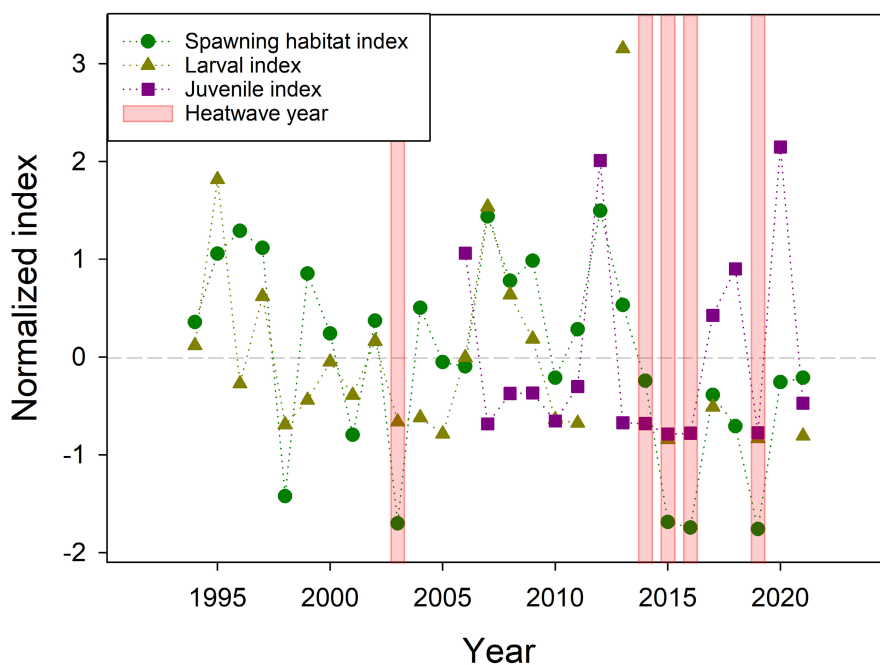 Spawning habitat index
Larval index
Juvenile index
Heatwave year
Normalized index
3
2
1
0
-1
-2
1995 2000 2005 2010 2015 2020
Year